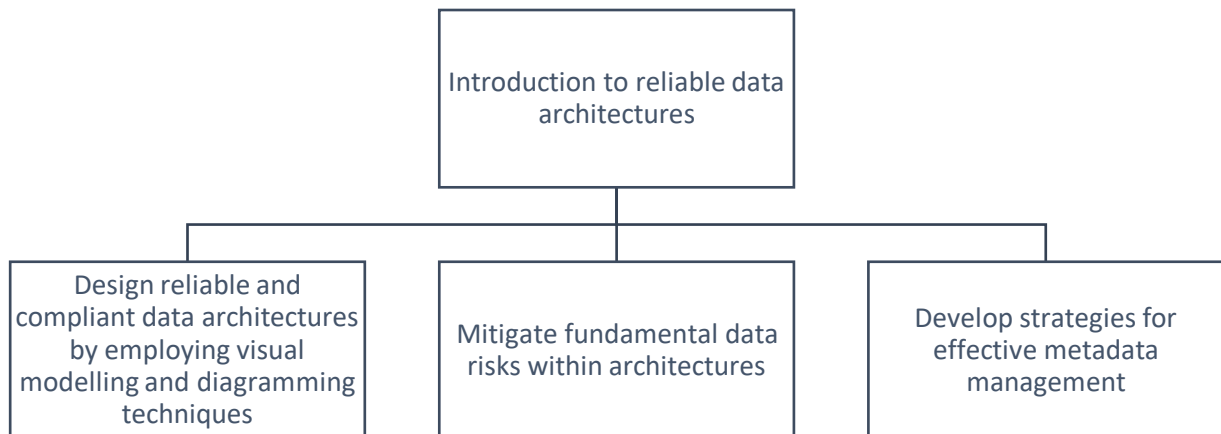 Introduction to reliable data
architectures
Design reliable and
compliant data architectures
by employing visual
modelling and diagramming
techniques
Mitigate fundamental data
risks within architectures
Develop strategies for
effective metadata
management